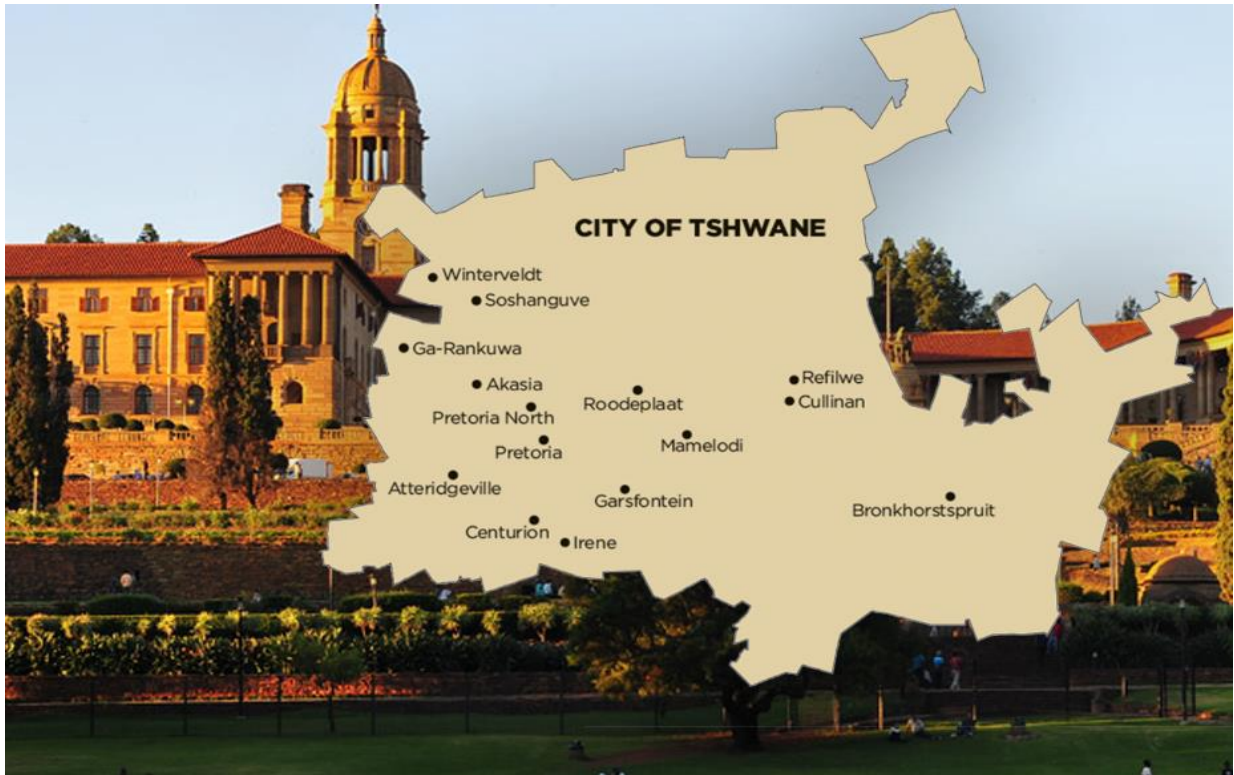 CITY OF TSHWANE
Winterveldt
Soshanguve
Ga-Rankuwa
Akasia
Refilwe
Roodeplaat
Cullinan
Pretoria North
Mamelodi
Pretoria
Atteridgeville
Garsfontein
Bronkhorstspruit
Centurion
Irene